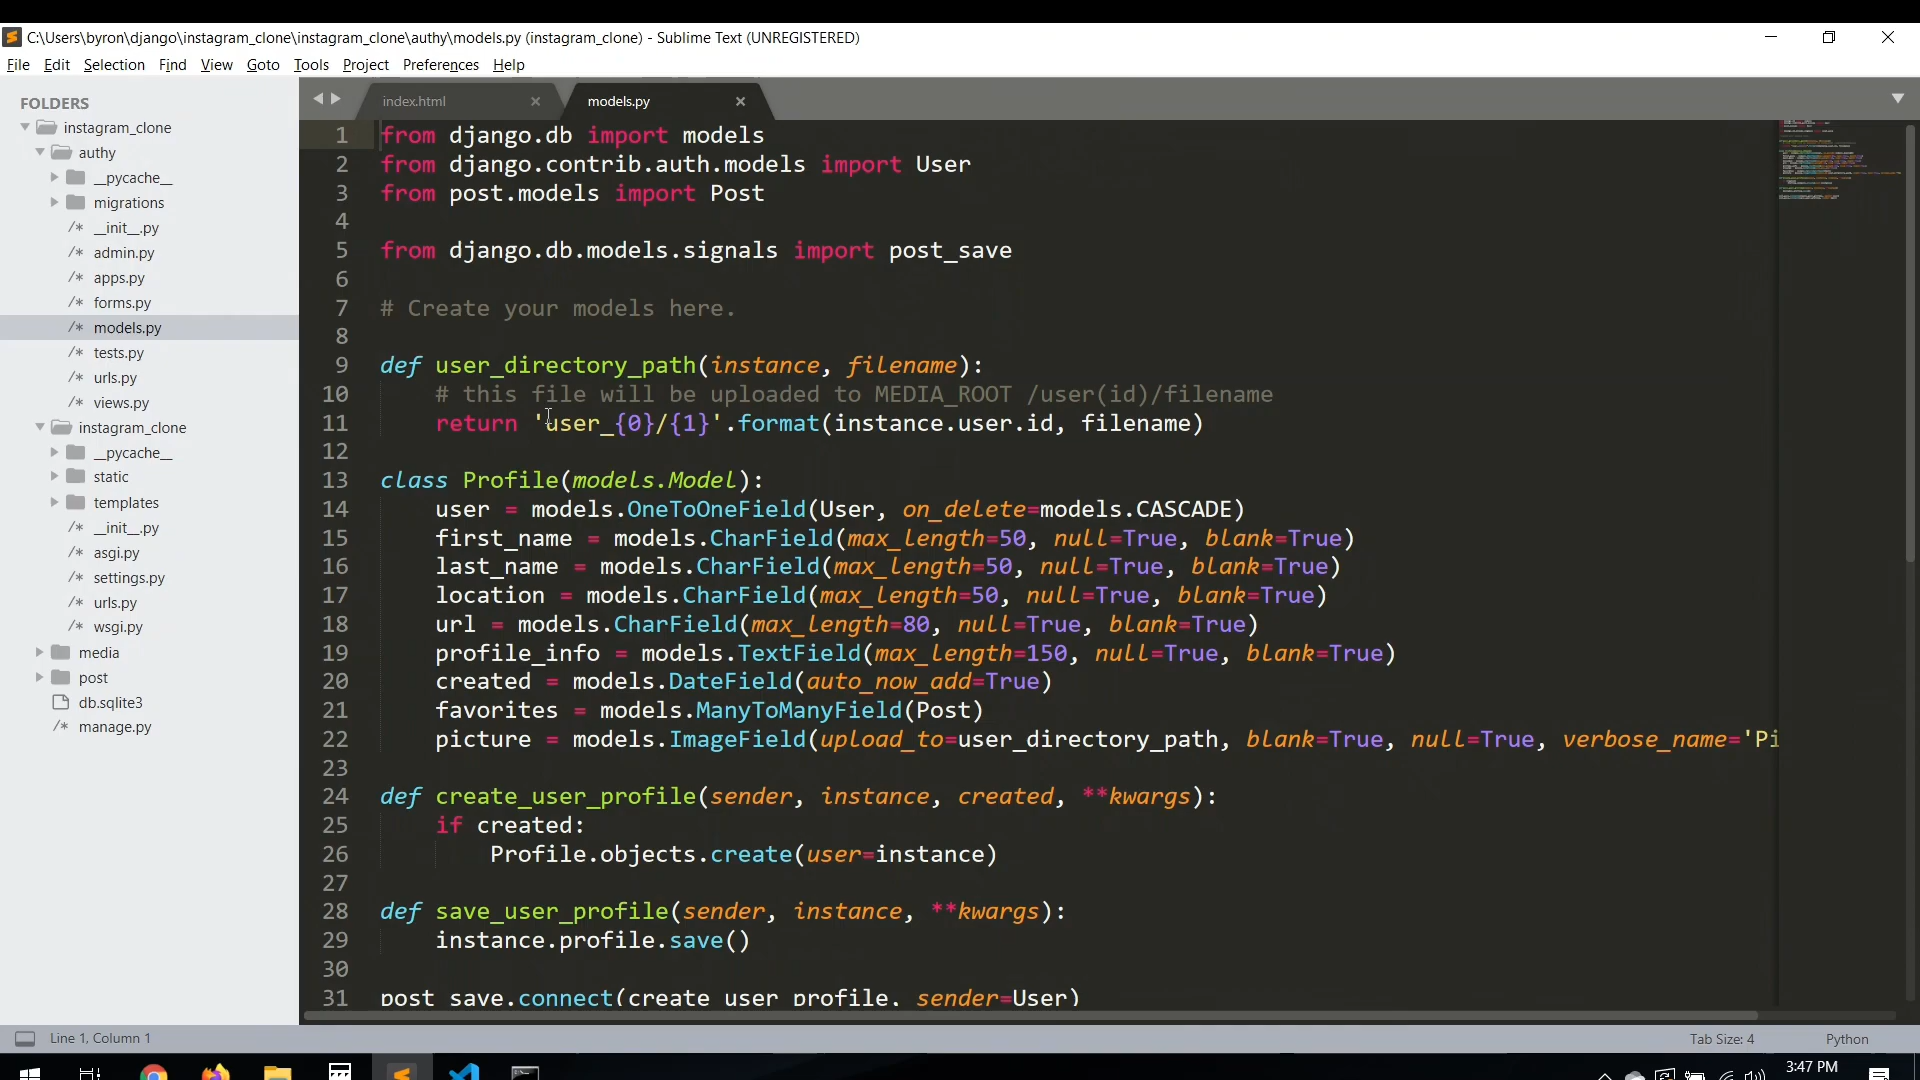 C:\Users\byron\django\instagram_clone\instagram_clone\authy\models.py (instagram_clone) - Sublime Text (UNREGISTERED)
File Edit Selection Find View Goto Tools Project Preferences Help
FOLDERS
instagram_clone
authy
__pycache__
migrations
/* __init__.py
/* admin.py
/* apps.py
/* forms.py
/* models.py
/* tests.py
/* urls.py
/* views.py
instagram_clone
__pycache__
static
templates
/* __init__.py
/* asgi.py
/* settings.py
/* urls.py
/* wsgi.py
media
post
db.sqlite3
/* manage.py
index.html
models.py
1 from django.db import models
2 from django.contrib.auth.models import User
3 from post.models import Post
4
5 from django.db.models.signals import post_save
6
7 # Create your models here.
8
9 def user_directory_path(instance, filename):
10 # this file will be uploaded to MEDIA_ROOT /user(id)/filename
11 return 'user_{0}/{1}'.format(instance.user.id, filename)
12
13 class Profile(models.Model):
14 user = models.OneToOneField(User, on_delete=models.CASCADE)
15 first_name = models.CharField(max_length=50, null=True, blank=True)
16 last_name = models.CharField(max_length=50, null=True, blank=True)
17 location = models.CharField(max_length=50, null=True, blank=True)
18 url = models.CharField(max_length=80, null=True, blank=True)
19 profile_info = models.TextField(max_length=150, null=True, blank=True)
20 created = models.DateField(auto_now_add=True)
21 favorites = models.ManyToManyField(Post)
22 picture = models.ImageField(upload_to=user_directory_path, blank=True, null=True, verbose_name='Pi
23
24 def create_user_profile(sender, instance, created, **kwargs):
25 if created:
26 Profile.objects.create(user=instance)
27
28 def save_user_profile(sender, instance, **kwargs):
29 instance.profile.save()
30
31 post_save.connect(create_user_profile, sender=User)
Line 1, Column 1
Tab Size: 4
Python
3:47 PM